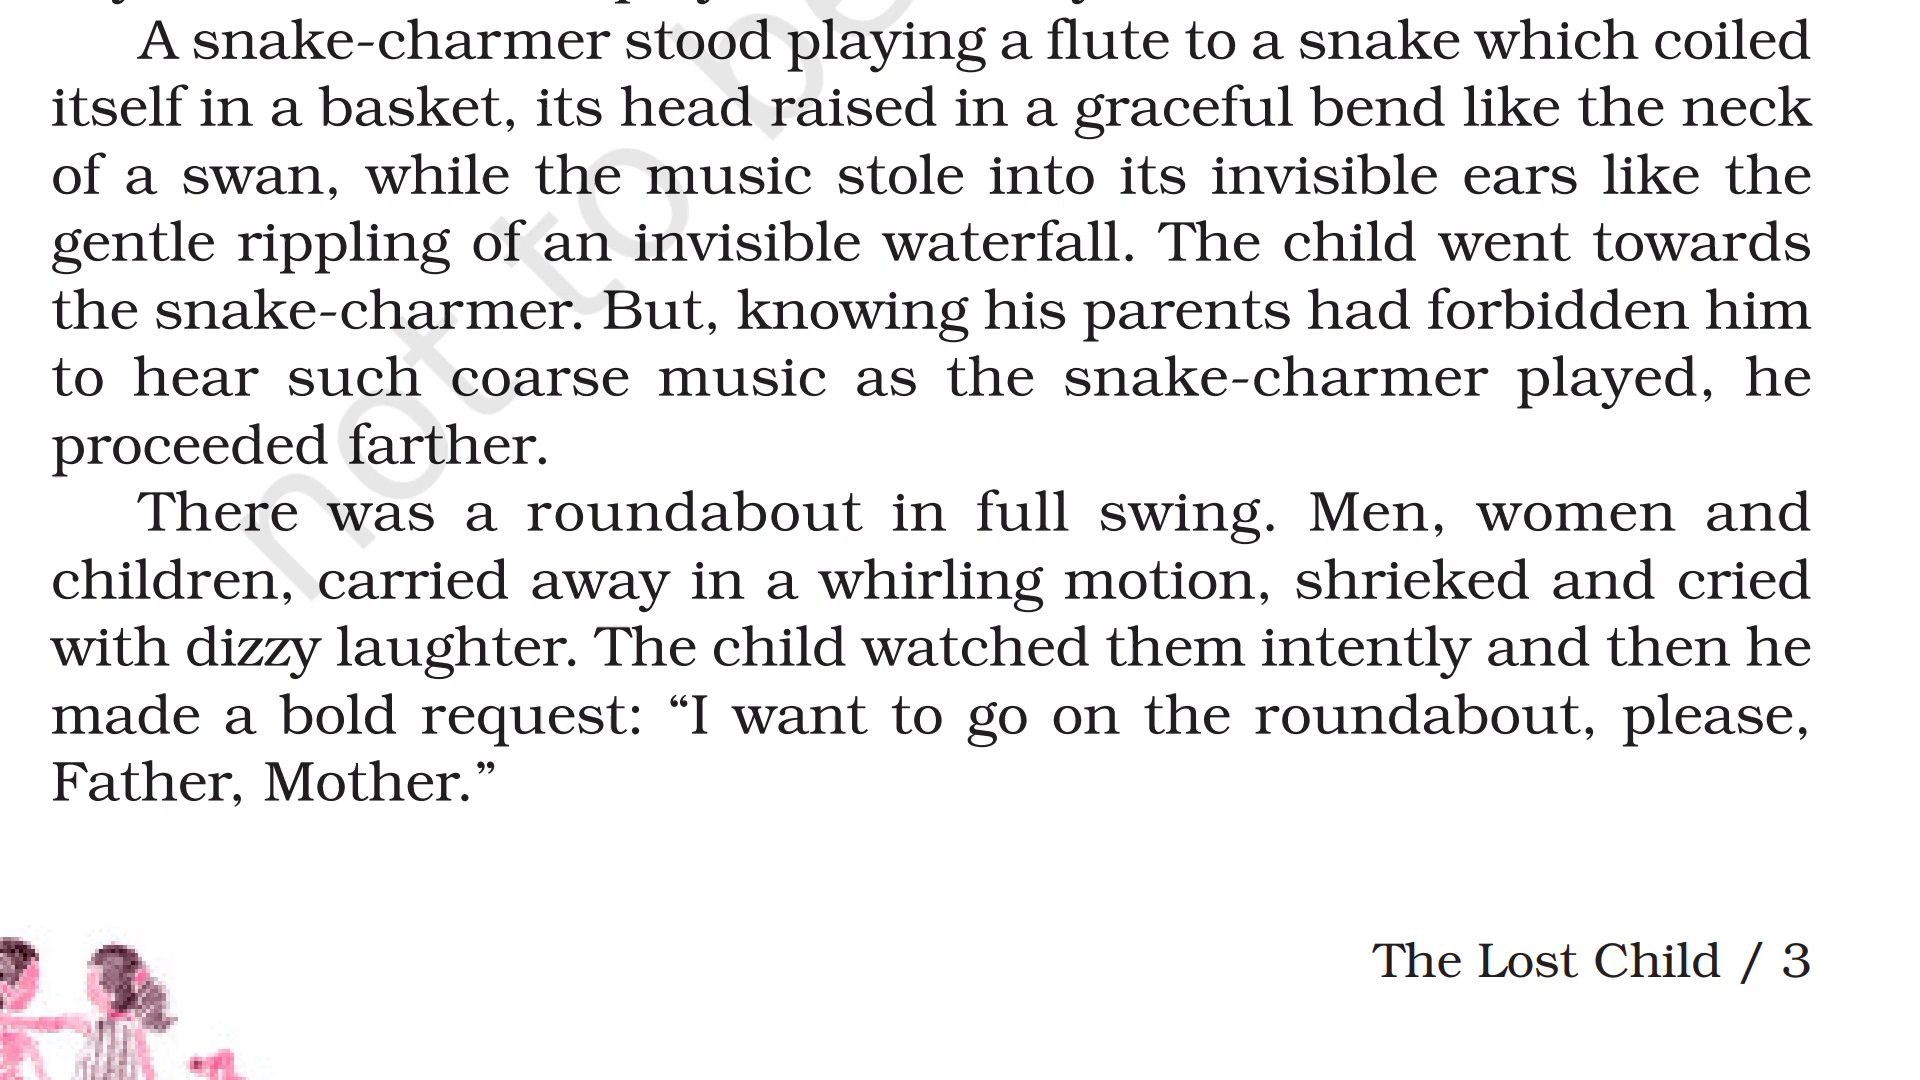 A snake-charmer stood playing a flute to a snake which coiled
itself in a basket, its head raised in a graceful bend like the neck
of a swan, while the music stole into its invisible ears like the
gentle rippling of an invisible waterfall. The child went towards
the snake-charmer. But, knowing his parents had forbidden him
to hear such coarse music as the snake-charmer played, he
proceeded farther.
There was a roundabout in full swing. Men, women and
children, carried away in a whirling motion, shrieked and cried
with dizzy laughter. The child watched them intently and then he
made a bold request: “I want to go on the roundabout, please,
Father, Mother.”
The Lost Child / 3
not to be